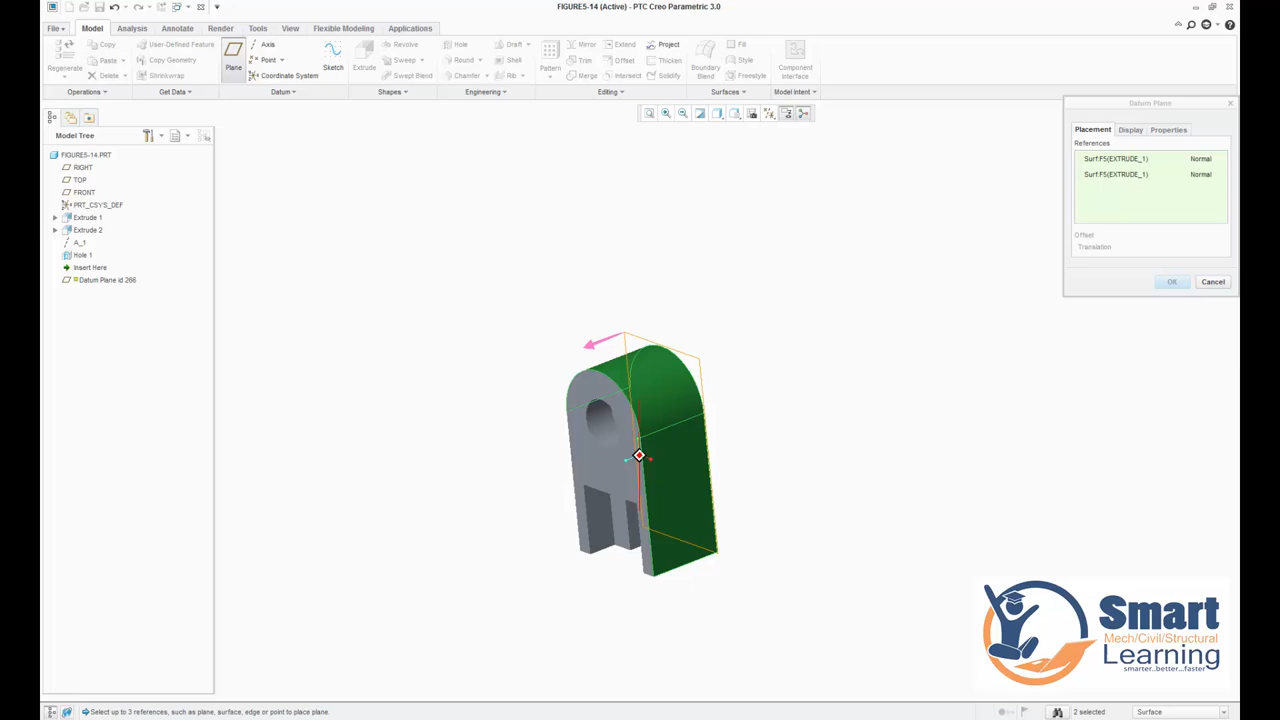 FIGURE5-14 (Active) - PTC Creo Parametric 3.0
File Model Analysis Annotate Render Tools View Flexible Modeling Applications
Regenerate Copy Paste Delete User-Defined Feature Copy Geometry Shrinkwrap Plane Axis Point Coordinate System Sketch Extrude Revolve Sweep Swept Blend Hole Round Chamfer Draft Shell Rib Pattern Mirror Trim Merge Extend Offset Intersect Project Thicken Solidify Boundary Blend Fill Style Freestyle Component Interface
Operations Get Data Datum Shapes Engineering Editing Surfaces Model Intent
Model Tree
FIGURE5-14.PRT
RIGHT
TOP
FRONT
PRT_CSYS_DEF
Extrude 1
Extrude 2
A_1
Hole 1
Insert Here
Datum Plane id 266
Datum Plane
Placement Display Properties
References
Surf:F5(EXTRUDE_1) Normal
Surf:F5(EXTRUDE_1) Normal
Offset
Translation
OK Cancel
Smart
Mech/Civil/Structural
Learning
smarter..better...faster
Select up to 3 references, such as plane, surface, edge or point to place plane.
2 selected Surface